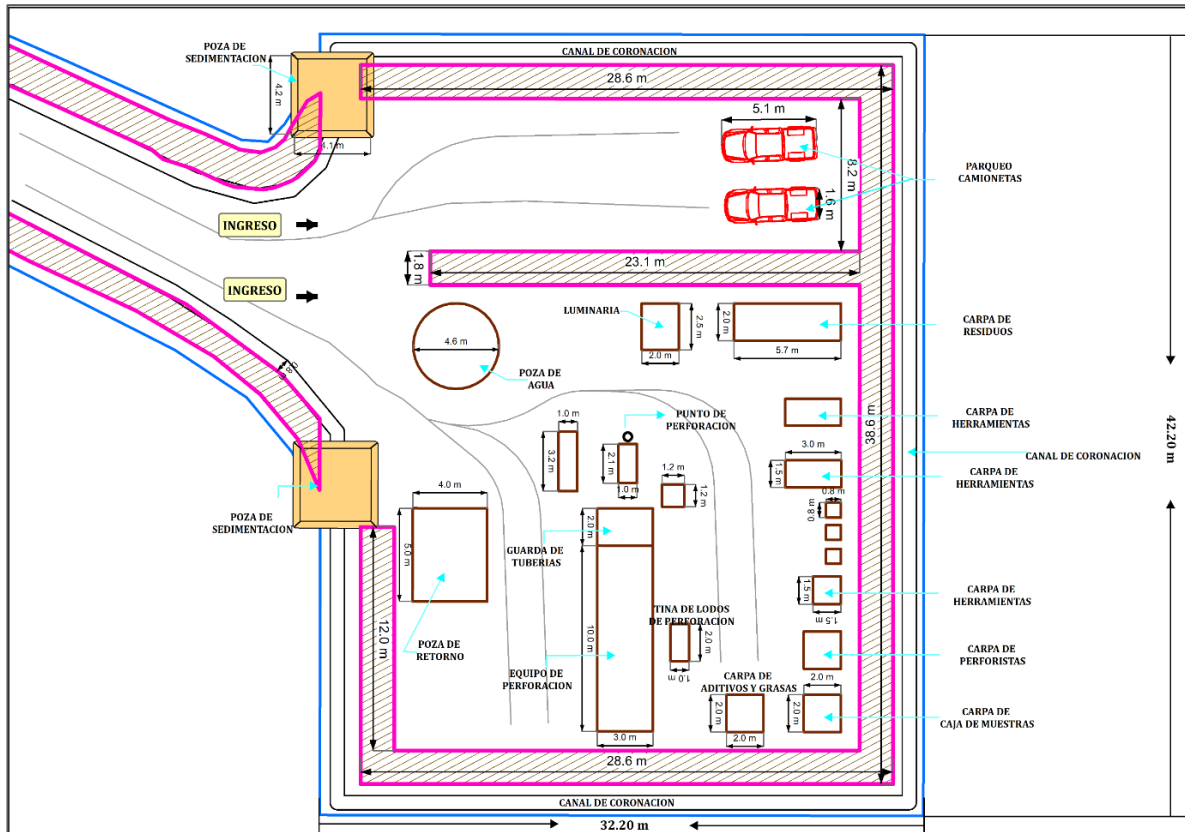 POZA DE
SEDIMENTACION
CANAL DE CORONACION
28.6 m
4.2 m
4.1 m
5.1 m
8.2 m
1.6 m
PARQUEO
CAMIONETAS
INGRESO
INGRESO
1.8 m
23.1 m
LUMINARIA
2.5 m
2.0 m
2.0 m
5.7 m
CARPA DE
RESIDUOS
4.6 m
POZA DE
AGUA
0.8 m
1.0 m
3.2 m
PUNTO DE
PERFORACION
2.1 m
1.0 m
1.2 m
1.2 m
38.6 m
42.20 m
CARPA DE
HERRAMIENTAS
3.0 m
1.5 m
CARPA DE
HERRAMIENTAS
CANAL DE CORONACION
0.8 m
0.8 m
POZA DE
SEDIMENTACION
4.0 m
5.0 m
2.0 m
GUARDA DE
TUBERIAS
1.5 m
1.5 m
CARPA DE
HERRAMIENTAS
12.0 m
POZA DE
RETORNO
10.0 m
EQUIPO DE
PERFORACION
TINA DE LODOS
DE PERFORACION
2.0 m
1.0 m
CARPA DE
PERFORISTAS
CARPA DE
ADITIVOS Y GRASAS
2.0 m
2.0 m
2.0 m
2.0 m
CARPA DE
CAJA DE MUESTRAS
3.0 m
28.6 m
CANAL DE CORONACION
32.20 m